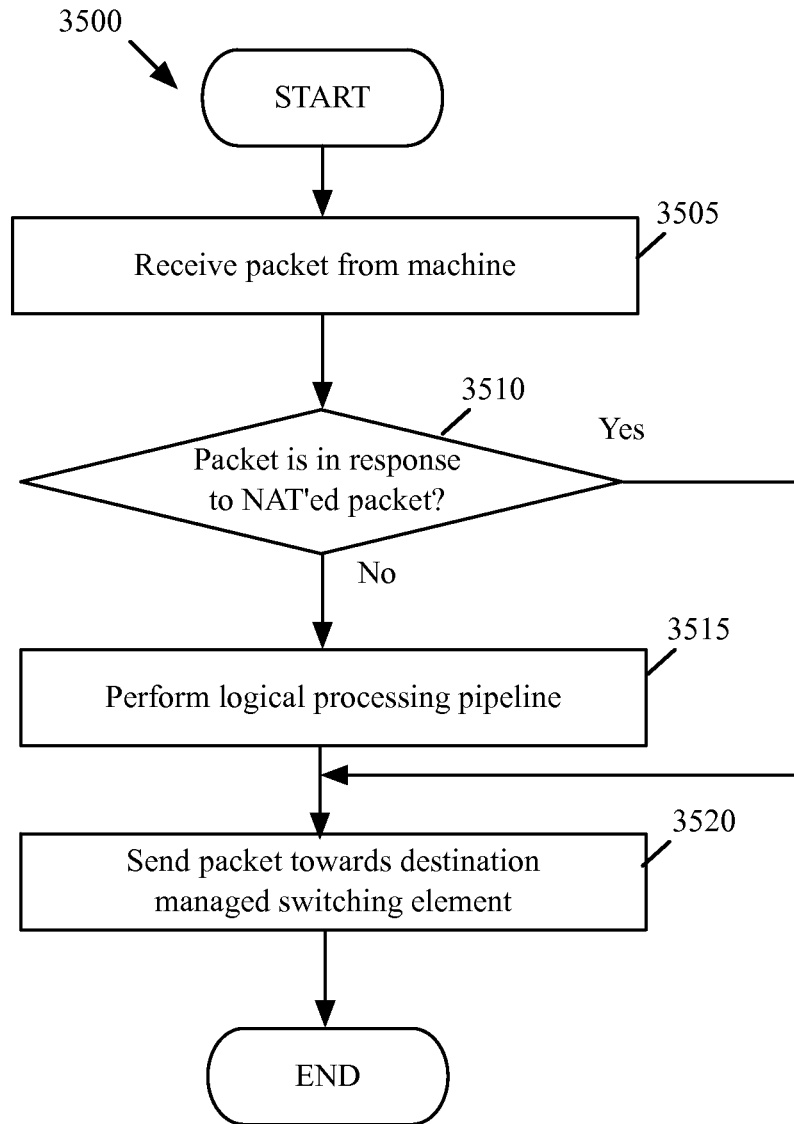 3500
START
3505
Receive packet from machine
3510
Yes
Packet is in response
to NAT'ed packet?
No
3515
Perform logical processing pipeline
3520
Send packet towards destination
managed switching element
END